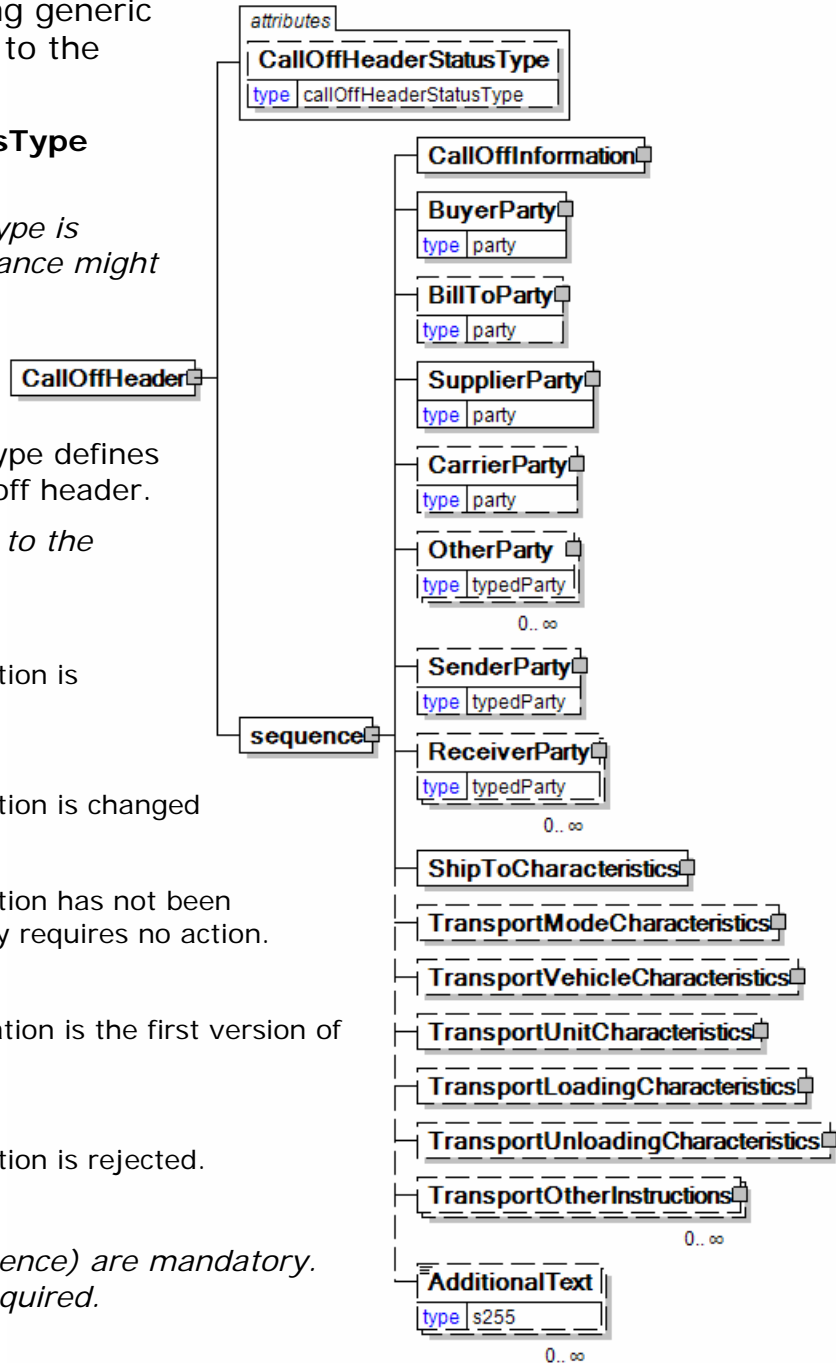 ng generic
to the
sType
ype is
ance might
ype defines
off header.
to the
tion is
tion is changed
tion has not been
y requires no action.
ation is the first version of
tion is rejected.
ence) are mandatory.
quired.
CallOffHeader
attributes
CallOffHeaderStatusType
type callOffHeaderStatusType
sequence
CallOffInformation
BuyerParty
type party
BillToParty
type party
SupplierParty
type party
CarrierParty
type party
OtherParty
type typedParty
0.. ∞
SenderParty
type typedParty
ReceiverParty
type typedParty
0.. ∞
ShipToCharacteristics
TransportModeCharacteristics
TransportVehicleCharacteristics
TransportUnitCharacteristics
TransportLoadingCharacteristics
TransportUnloadingCharacteristics
TransportOtherInstructions
0.. ∞
AdditionalText
type s255
0.. ∞